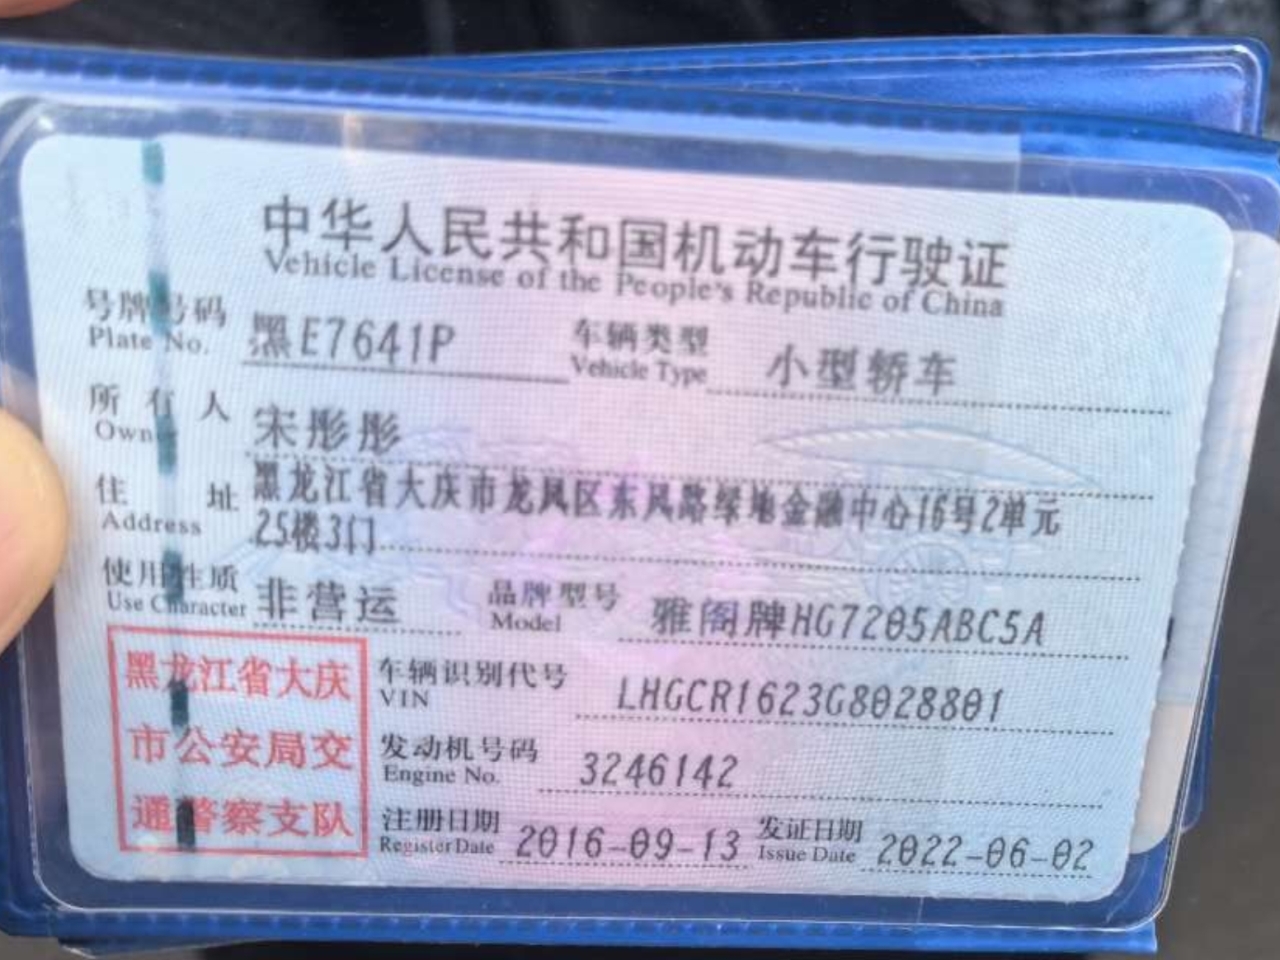 中华人民共和国机动车行驶证
Vehicle License of the People's Republic of China
号牌号码 黑E7641P 车辆类型 小型轿车
Plate No. Vehicle Type
所有人 宋彤彤
Owner
住址 黑龙江省大庆市龙凤区东风路绿地金融中心16号2单元
Address 25楼3门
使用性质 非营运 品牌型号 雅阁牌HG7205ABC5A
Use Character Model
黑龙江省大庆
市公安局交
通警察支队
车辆识别代号 LHGCR1623G8028801
VIN
发动机号码 3246142
Engine No.
注册日期 2016-09-13 发证日期 2022-06-02
Register Date Issue Date